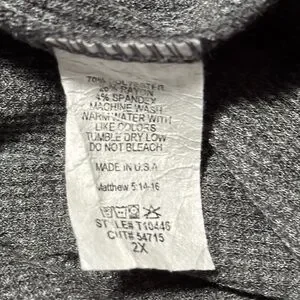 70% POLYESTER
26% RAYON
4% SPANDEX
MACHINE WASH
WARM WATER WITH
LIKE COLORS
TUMBLE DRY LOW
DO NOT BLEACH
MADE IN U.S.A
Matthew 5:14-16
STYLE# T10446
CUT# 54715
2X